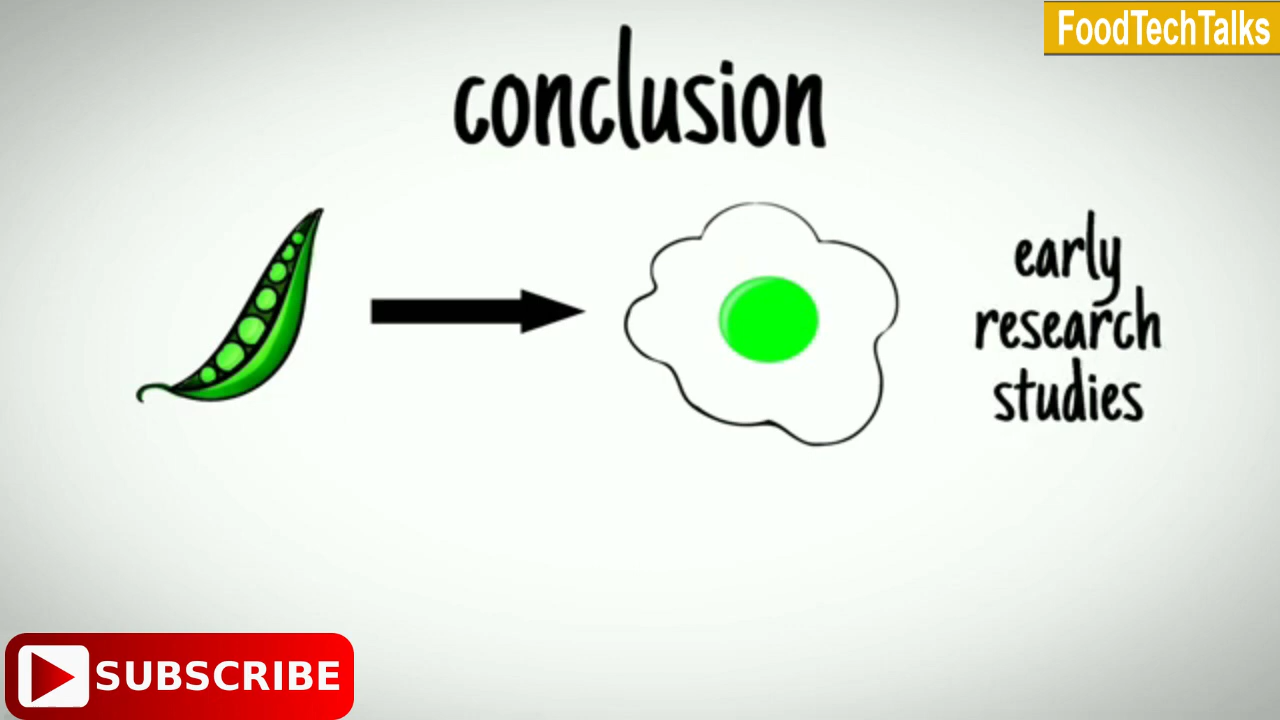 FoodTechTalks
conclusion
early
research
studies
SUBSCRIBE